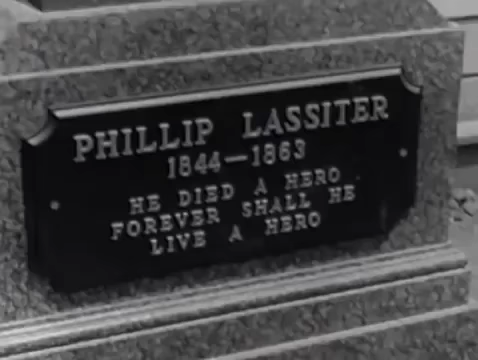 PHILLIP LASSITER
1844–1863
HE DIED A HERO
FOREVER SHALL HE
LIVE A HERO